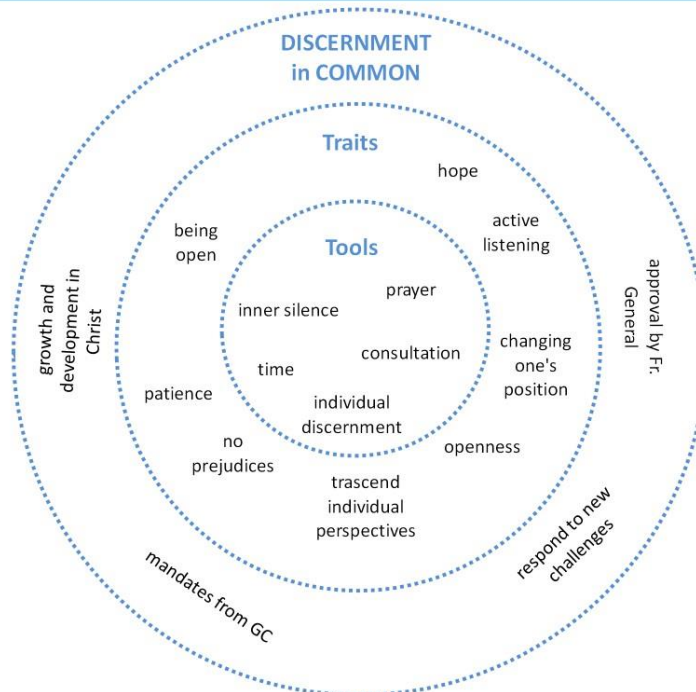 DISCERNMENT
in COMMON
Traits
hope
being
open
active
listening
Tools
prayer
inner silence
growth and
development in
Christ
approval by Fr.
General
changing
one's
position
consultation
time
patience
individual
discernment
no
prejudices
openness
trascend
individual
perspectives
respond to new
challenges
mandates from GC